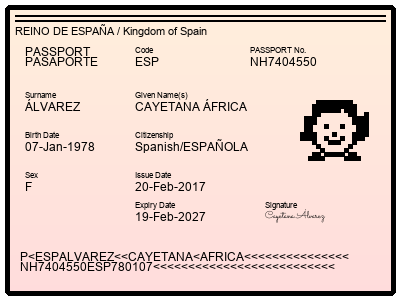 REINO DE ESPAÑA / Kingdom of Spain
PASSPORT
PASAPORTE
Code
ESP
PASSPORT No.
NH7404550
Surname
ÁLVAREZ
Given Name(s)
CAYETANA ÁFRICA
Birth Date
07-Jan-1978
Citizenship
Spanish/ESPAÑOLA
Sex
F
Issue Date
20-Feb-2017
Expiry Date
19-Feb-2027
Signature
Cayetana Álvarez
P<ESPALVAREZ<<CAYETANA<AFRICA<<<<<<<<<<<<<<<
NH7404550ESP780107<<<<<<<<<<<<<<<<<<<<<<<<<<